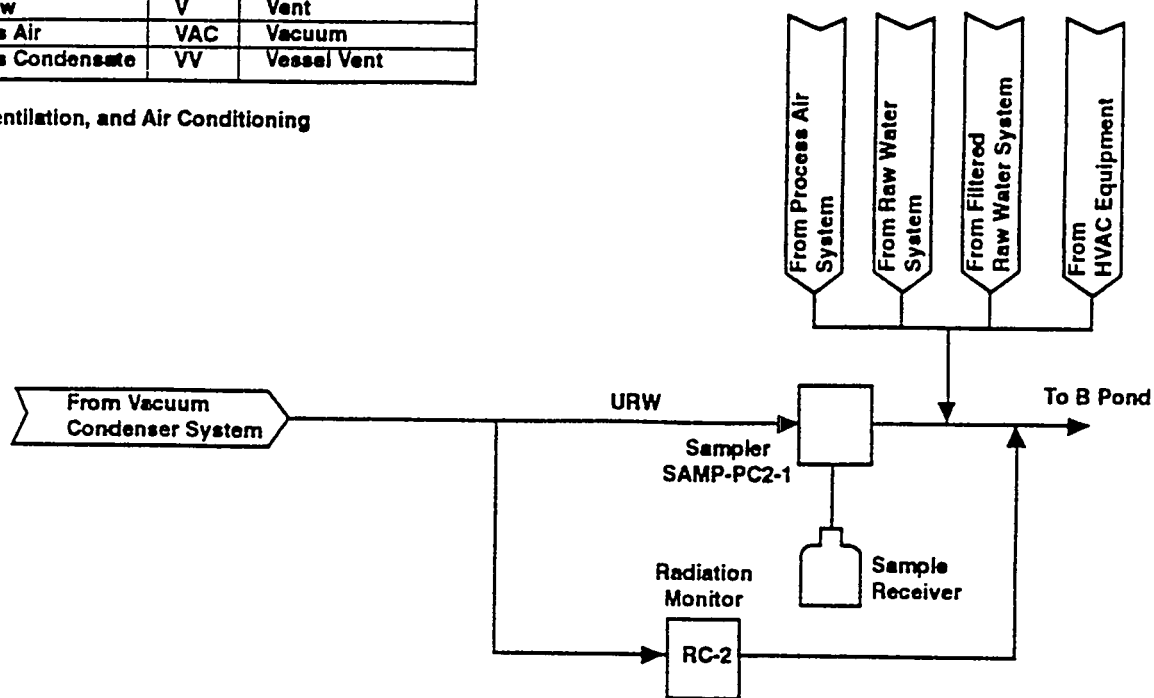 w V Vent
s Air VAC Vacuum
s Condensate VV Vessel Vent
entilation, and Air Conditioning
From Process Air
System
From Raw Water
System
From Filtered
Raw Water System
From
HVAC Equipment
From Vacuum
Condenser System
URW
To B Pond
Sampler
SAMP-PC2-1
Sample
Receiver
Radiation
Monitor
RC-2